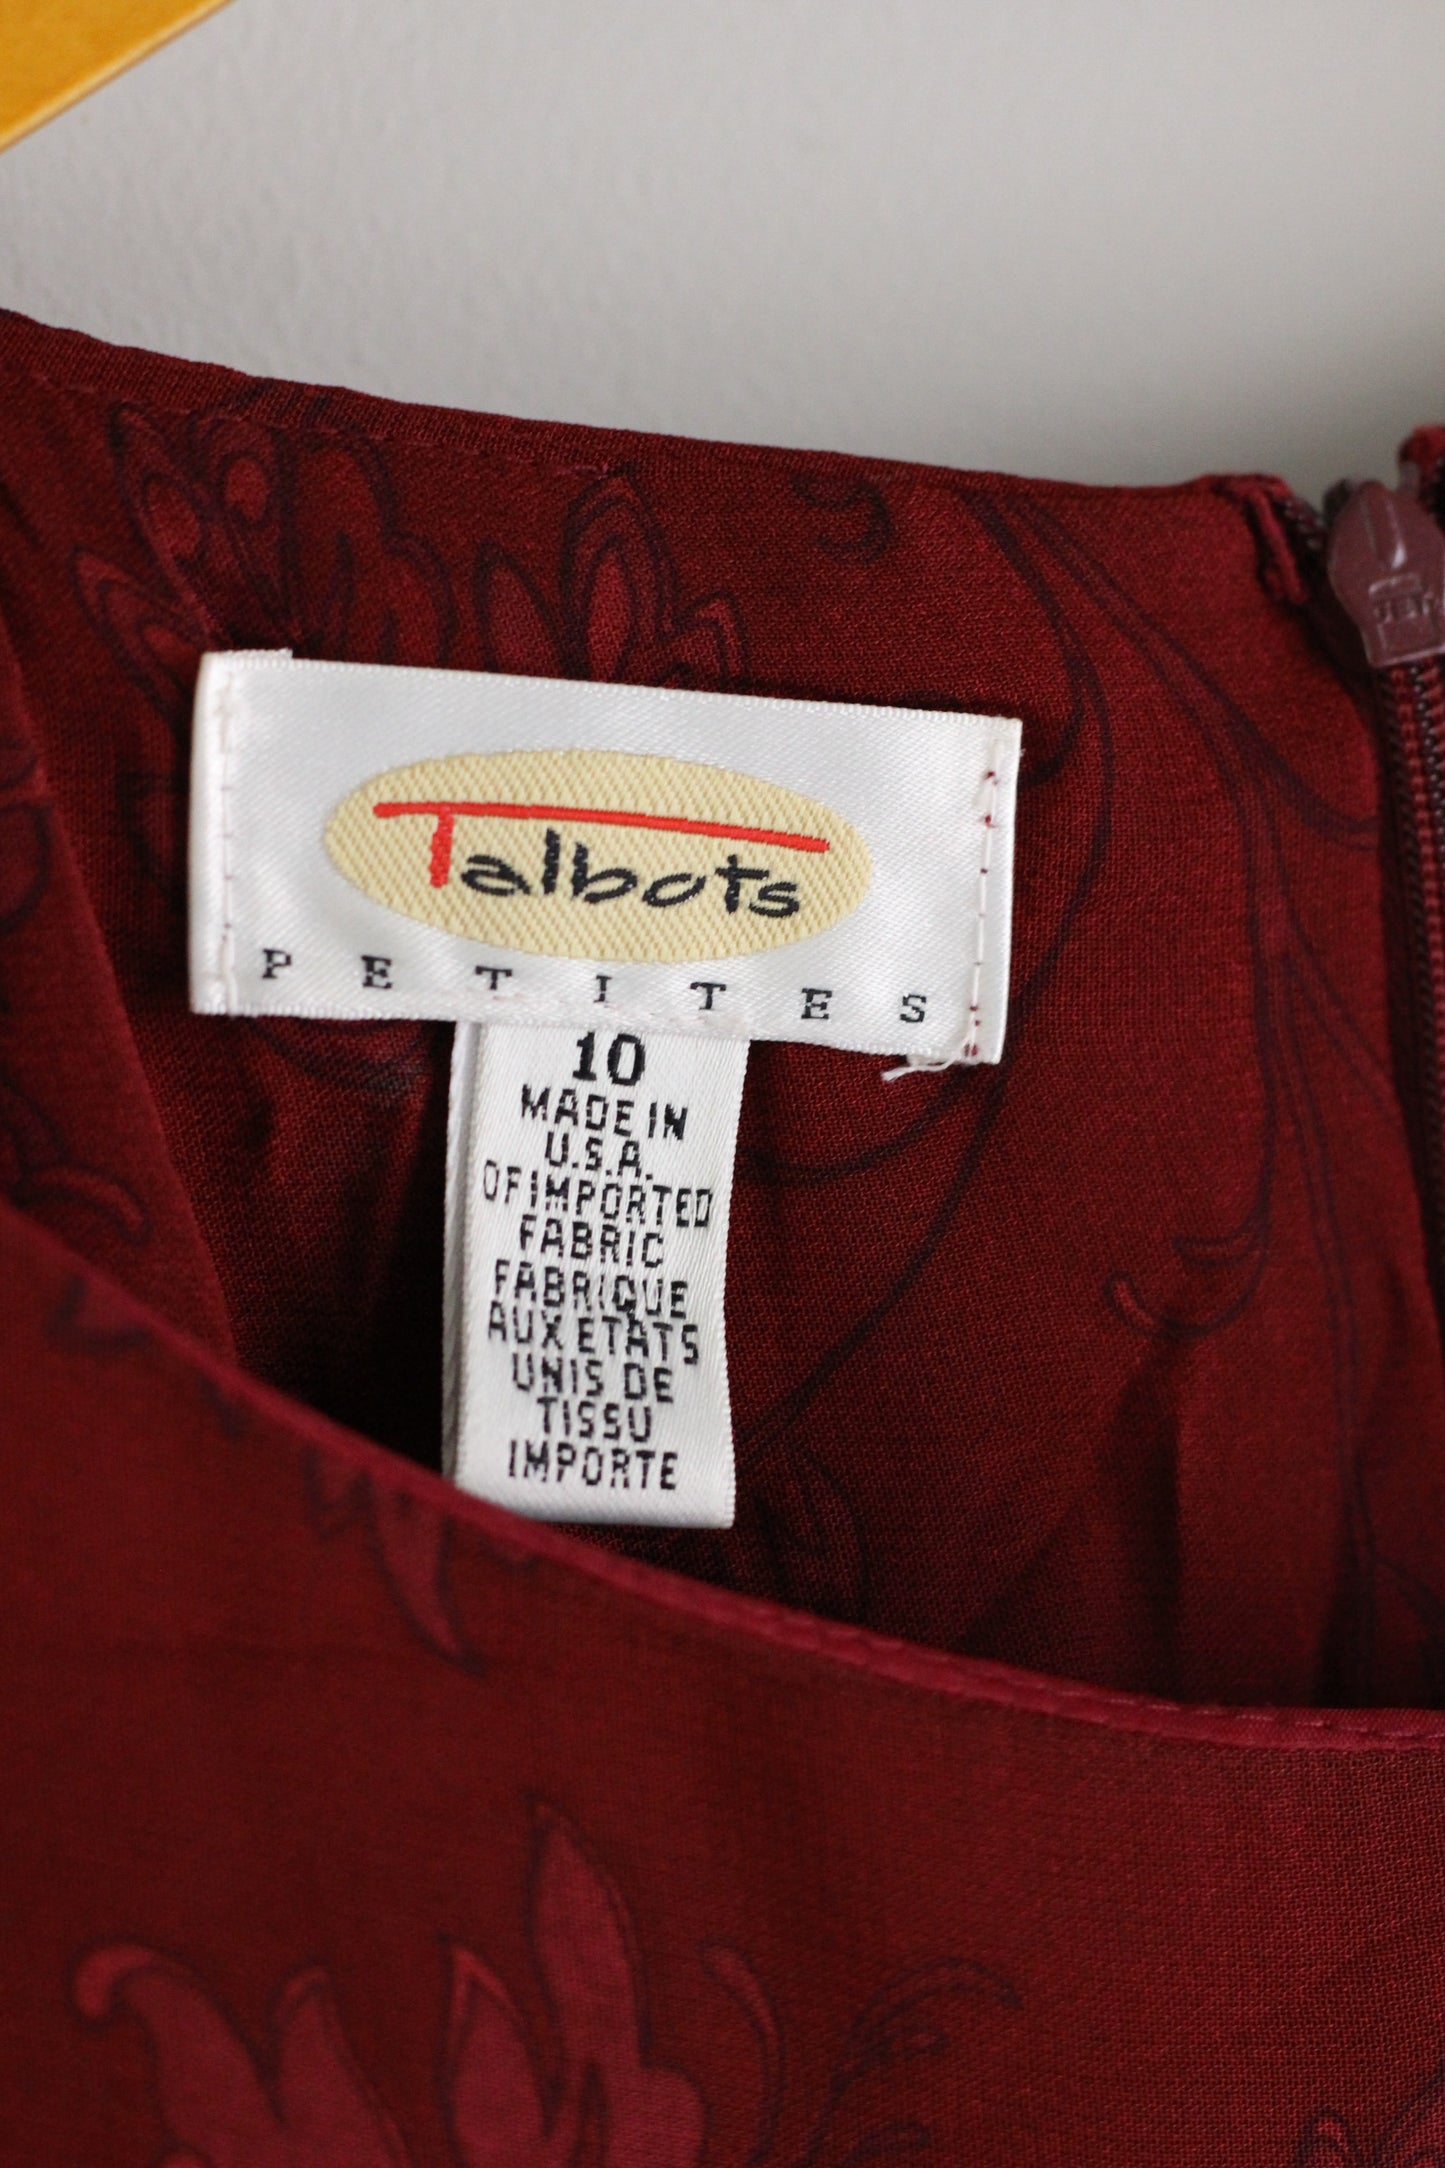 Talbots
PETITES
10
MADE IN
U.S.A.
OF IMPORTED
FABRIC
FABRIQUE
AUX ETATS
UNIS DE
TISSU
IMPORTE